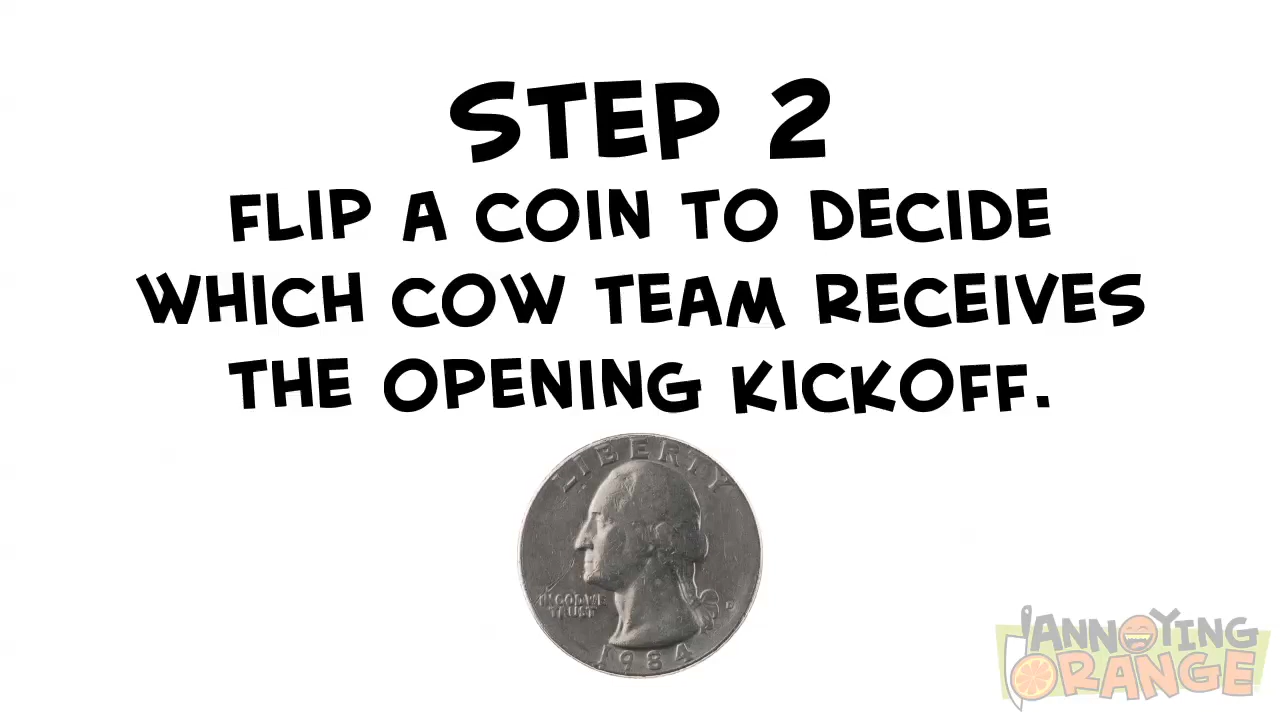 STEP 2
FLIP A COIN TO DECIDE
WHICH COW TEAM RECEIVES
THE OPENING KICKOFF.
LIBERTY
IN GOD WE
TRUST
D
1984
ANNOYING
ORANGE